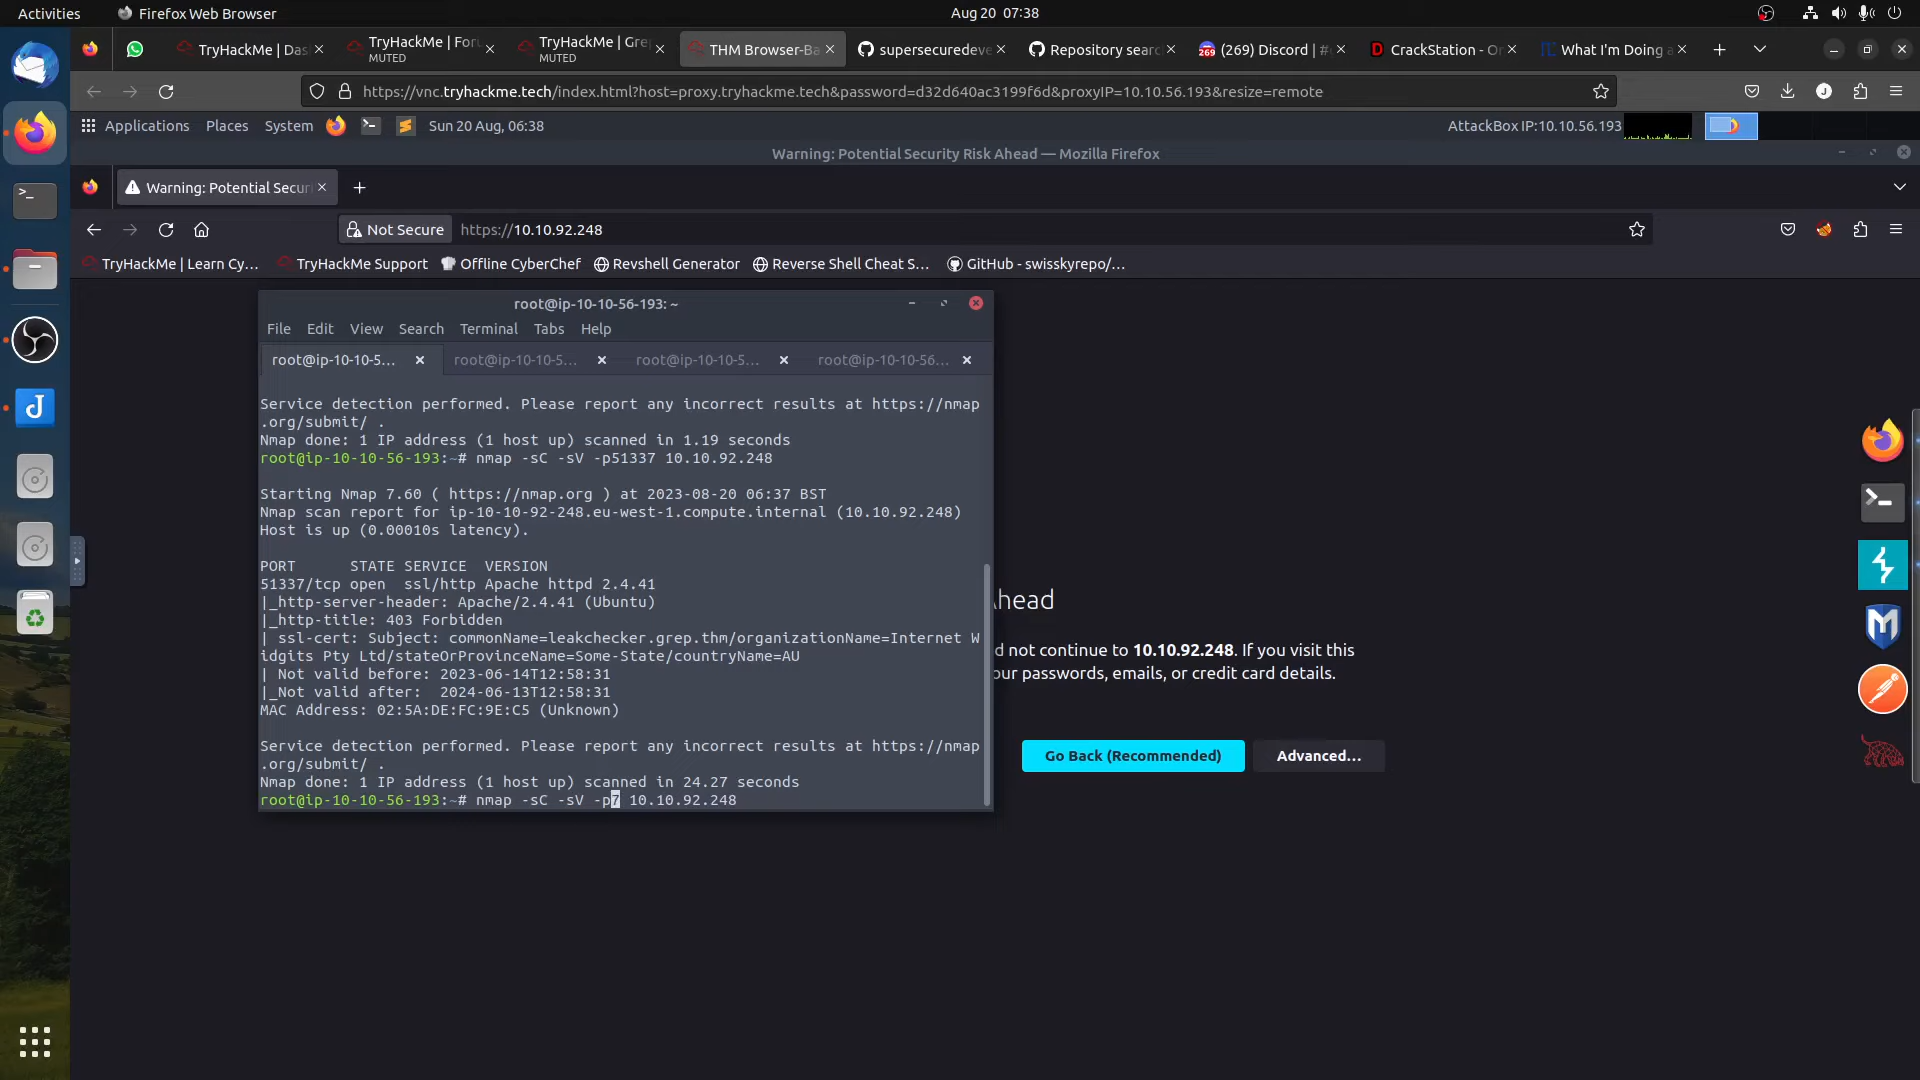 Activities
Firefox Web Browser
Aug 20 07:38
TryHackMe | Das
TryHackMe | For
MUTED
TryHackMe | Gre
MUTED
THM Browser-Ba
supersecuredeve
Repository searc
(269) Discord | #
CrackStation - O
What I'm Doing a
https://vnc.tryhackme.tech/index.html?host=proxy.tryhackme.tech&password=d32d640ac3199f6d&proxyIP=10.10.56.193&resize=remote
Applications
Places
System
Sun 20 Aug, 06:38
AttackBox IP:10.10.56.193
Warning: Potential Security Risk Ahead — Mozilla Firefox
Warning: Potential Secur
Not Secure
https://10.10.92.248
TryHackMe | Learn Cy...
TryHackMe Support
Offline CyberChef
Revshell Generator
Reverse Shell Cheat S...
GitHub - swisskyrepo/...
root@ip-10-10-56-193: ~
File Edit View Search Terminal Tabs Help
root@ip-10-10-5...
root@ip-10-10-5...
root@ip-10-10-5...
root@ip-10-10-56...
Service detection performed. Please report any incorrect results at https://nmap
.org/submit/ .
Nmap done: 1 IP address (1 host up) scanned in 1.19 seconds
root@ip-10-10-56-193:~# nmap -sC -sV -p51337 10.10.92.248
Starting Nmap 7.60 ( https://nmap.org ) at 2023-08-20 06:37 BST
Nmap scan report for ip-10-10-92-248.eu-west-1.compute.internal (10.10.92.248)
Host is up (0.00010s latency).
PORT STATE SERVICE VERSION
51337/tcp open ssl/http Apache httpd 2.4.41
|_http-server-header: Apache/2.4.41 (Ubuntu)
|_http-title: 403 Forbidden
| ssl-cert: Subject: commonName=leakchecker.grep.thm/organizationName=Internet W
idgits Pty Ltd/stateOrProvinceName=Some-State/countryName=AU
| Not valid before: 2023-06-14T12:58:31
|_Not valid after: 2024-06-13T12:58:31
MAC Address: 02:5A:DE:FC:9E:C5 (Unknown)
Service detection performed. Please report any incorrect results at https://nmap
.org/submit/ .
Nmap done: 1 IP address (1 host up) scanned in 24.27 seconds
root@ip-10-10-56-193:~# nmap -sC -sV -p7 10.10.92.248
Ahead
d not continue to 10.10.92.248. If you visit this
our passwords, emails, or credit card details.
Go Back (Recommended)
Advanced...